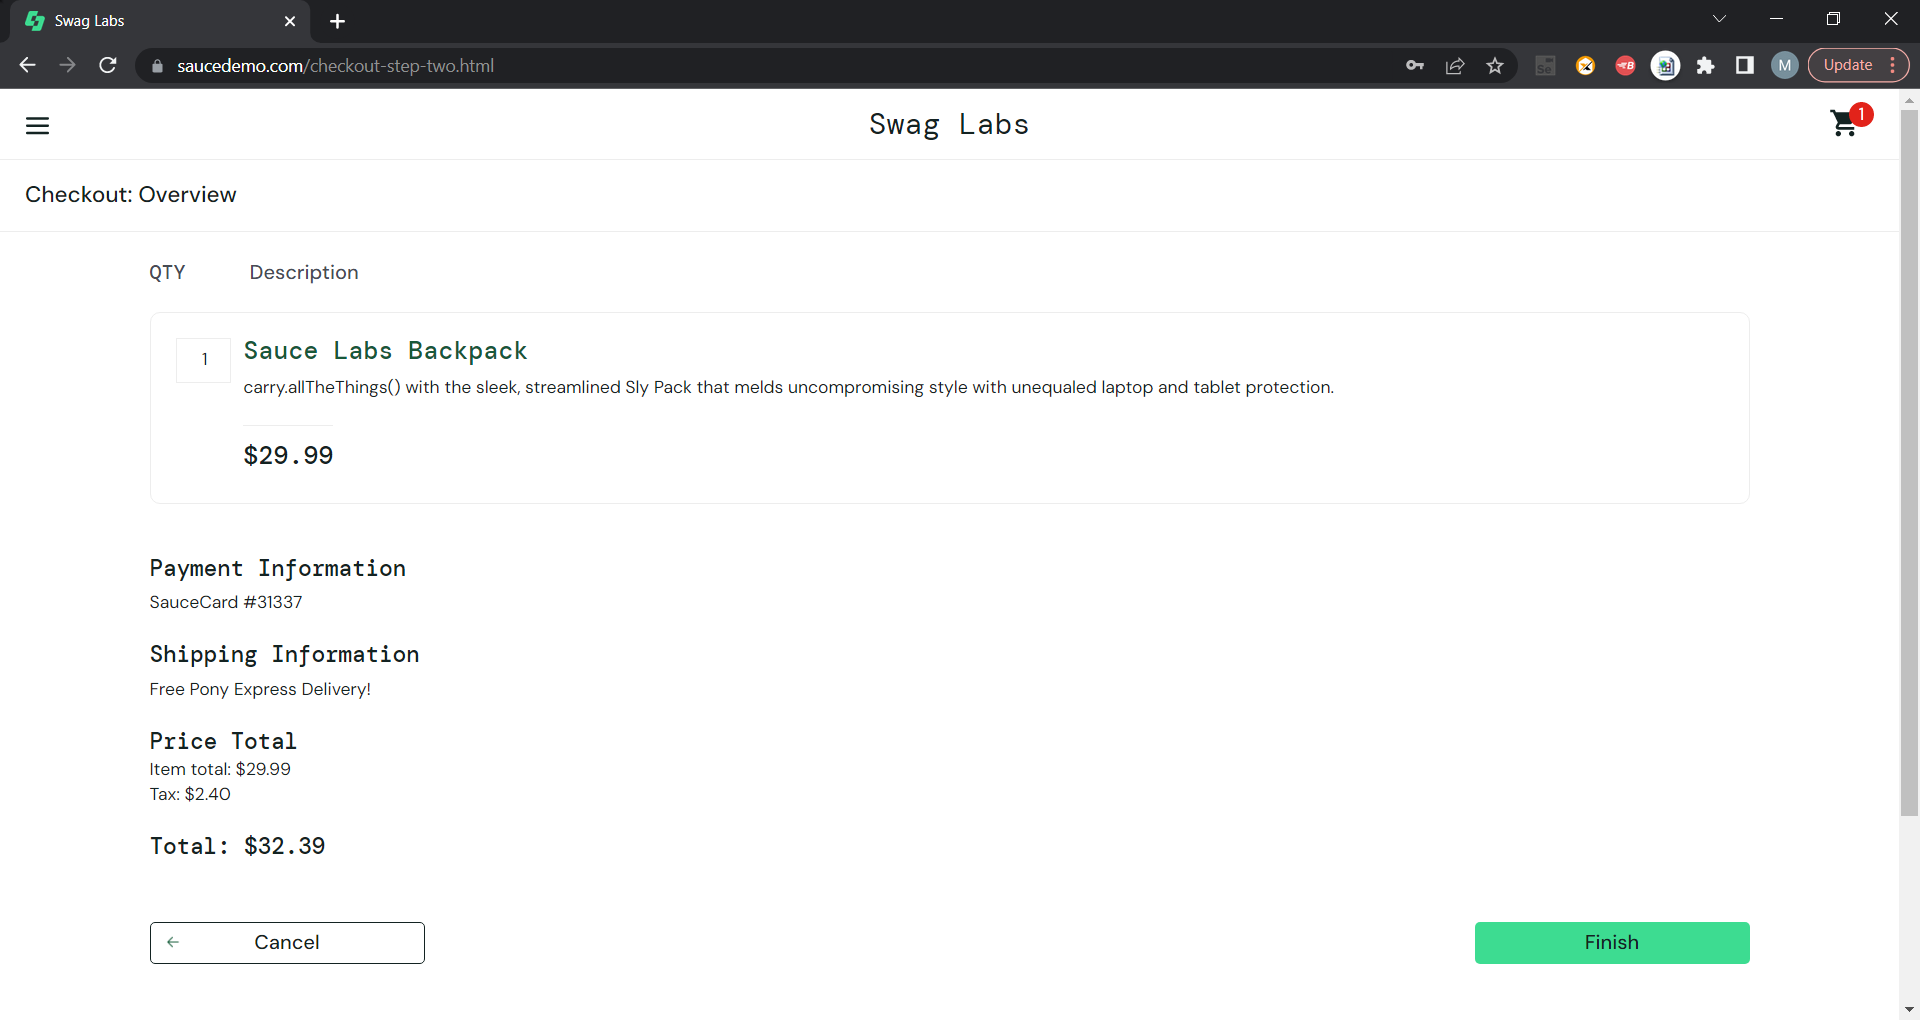 Swag Labs
saucedemo.com/checkout-step-two.html
Se
B
M
Update
Swag Labs
1
Checkout: Overview
QTY Description
1 Sauce Labs Backpack
carry.allTheThings() with the sleek, streamlined Sly Pack that melds uncompromising style with unequaled laptop and tablet protection.
$29.99
Payment Information
SauceCard #31337
Shipping Information
Free Pony Express Delivery!
Price Total
Item total: $29.99
Tax: $2.40
Total: $32.39
Cancel
Finish